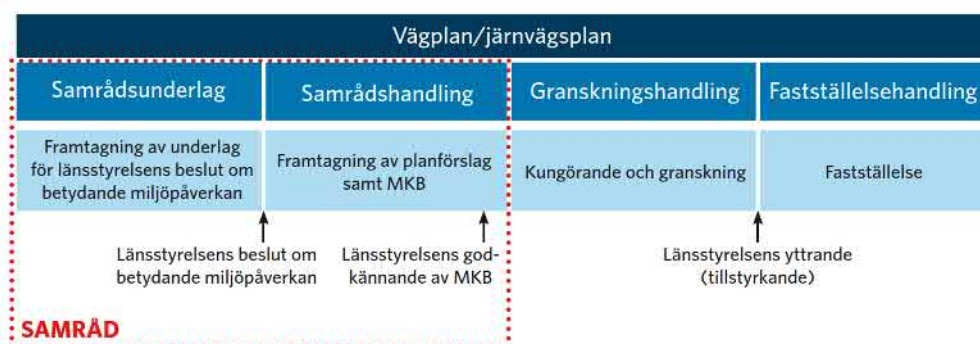 Vägplan/järnvägsplan
Samrådsunderlag
Samrådshandling
Granskningshandling
Fastställelsehandling
Framtagning av underlag
för länsstyrelsens beslut om
betydande miljöpåverkan
Framtagning av planförslag
samt MKB
Kungörande och granskning
Fastställelse
Länsstyrelsens beslut om
betydande miljöpåverkan
Länsstyrelsens god-
kännande av MKB
Länsstyrelsens yttrande
(tillstyrkande)
SAMRÅD